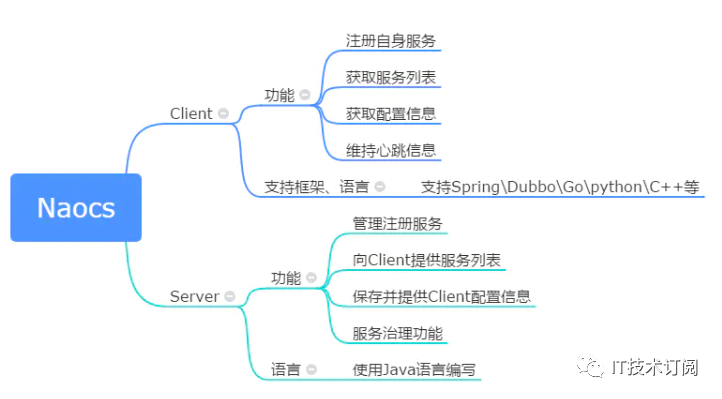 Naocs
Client
功能
注册自身服务
获取服务列表
获取配置信息
维持心跳信息
支持框架、语言
支持Spring\Dubbo\Go\python\C++等
Server
功能
管理注册服务
向Client提供服务列表
保存并提供Client配置信息
服务治理功能
语言
使用Java语言编写
IT技术订阅